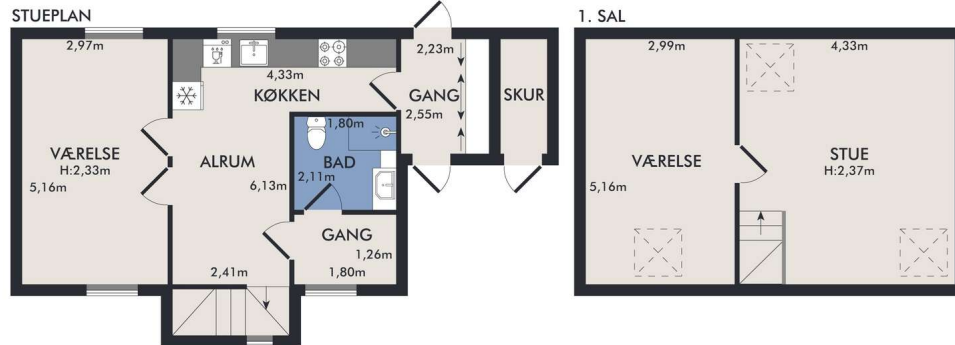 STUEPLAN
2,97m
4,33m
KØKKEN
2,23m
GANG
2,55m
SKUR
VÆRELSE
H:2,33m
5,16m
ALRUM
6,13m
1,80m
BAD
2,11m
GANG
1,26m
1,80m
2,41m
1. SAL
2,99m
4,33m
VÆRELSE
5,16m
STUE
H:2,37m